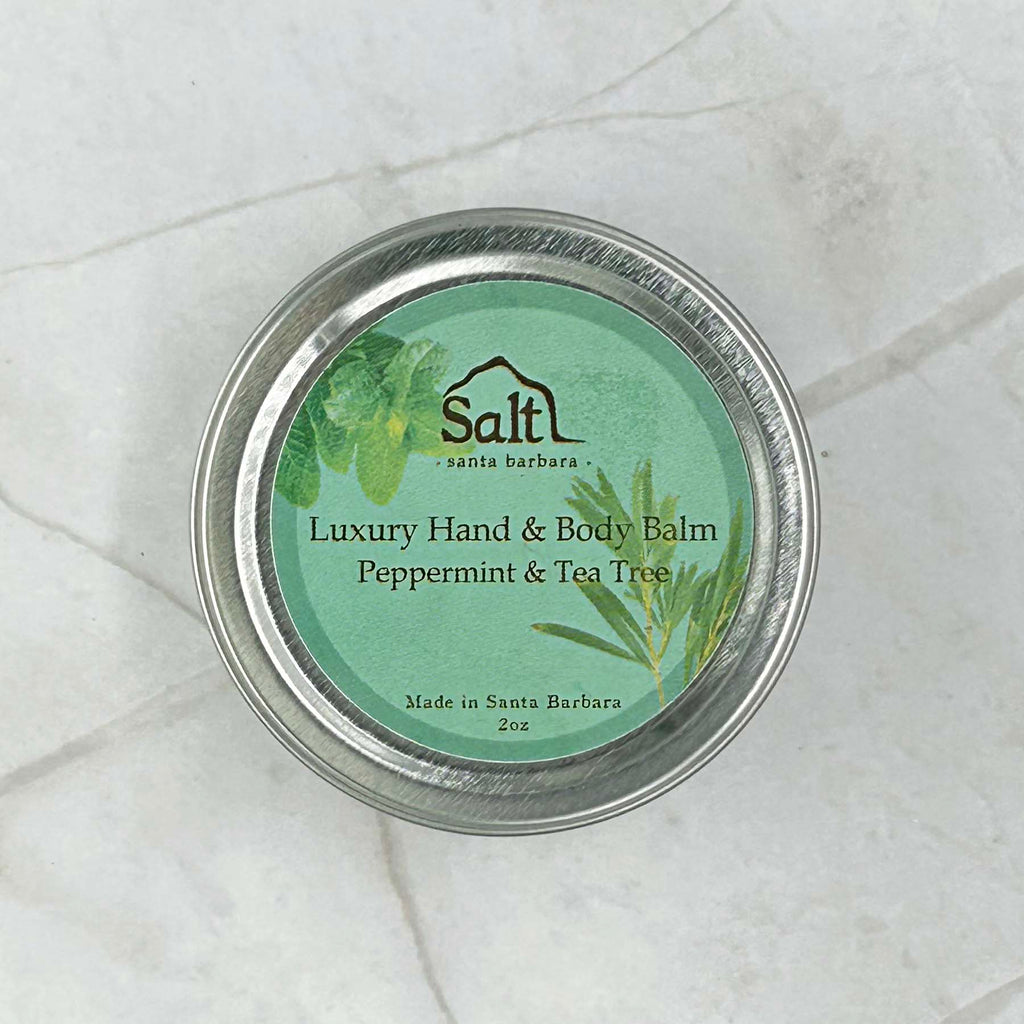 Salt
- santa barbara -
Luxury Hand & Body Balm
Peppermint & Tea Tree
Made in Santa Barbara
2oz